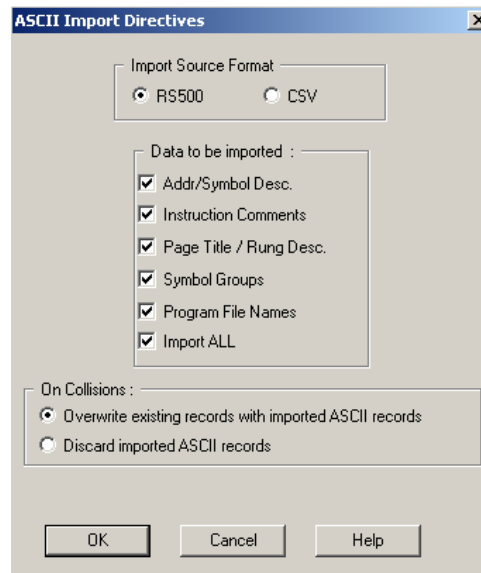 ASCII Import Directives
Import Source Format
RS500 CSV
Data to be imported :
Addr/Symbol Desc.
Instruction Comments
Page Title / Rung Desc.
Symbol Groups
Program File Names
Import ALL
On Collisions :
Overwrite existing records with imported ASCII records
Discard imported ASCII records
OK Cancel Help